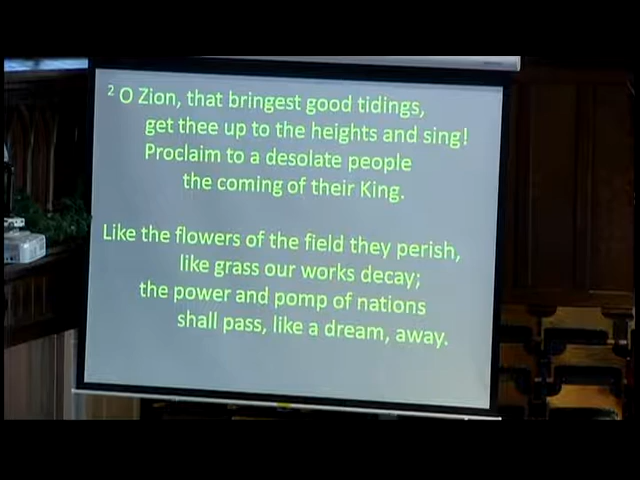 2 O Zion, that bringest good tidings,
get thee up to the heights and sing!
Proclaim to a desolate people
the coming of their King.
Like the flowers of the field they perish,
like grass our works decay;
the power and pomp of nations
shall pass, like a dream, away.